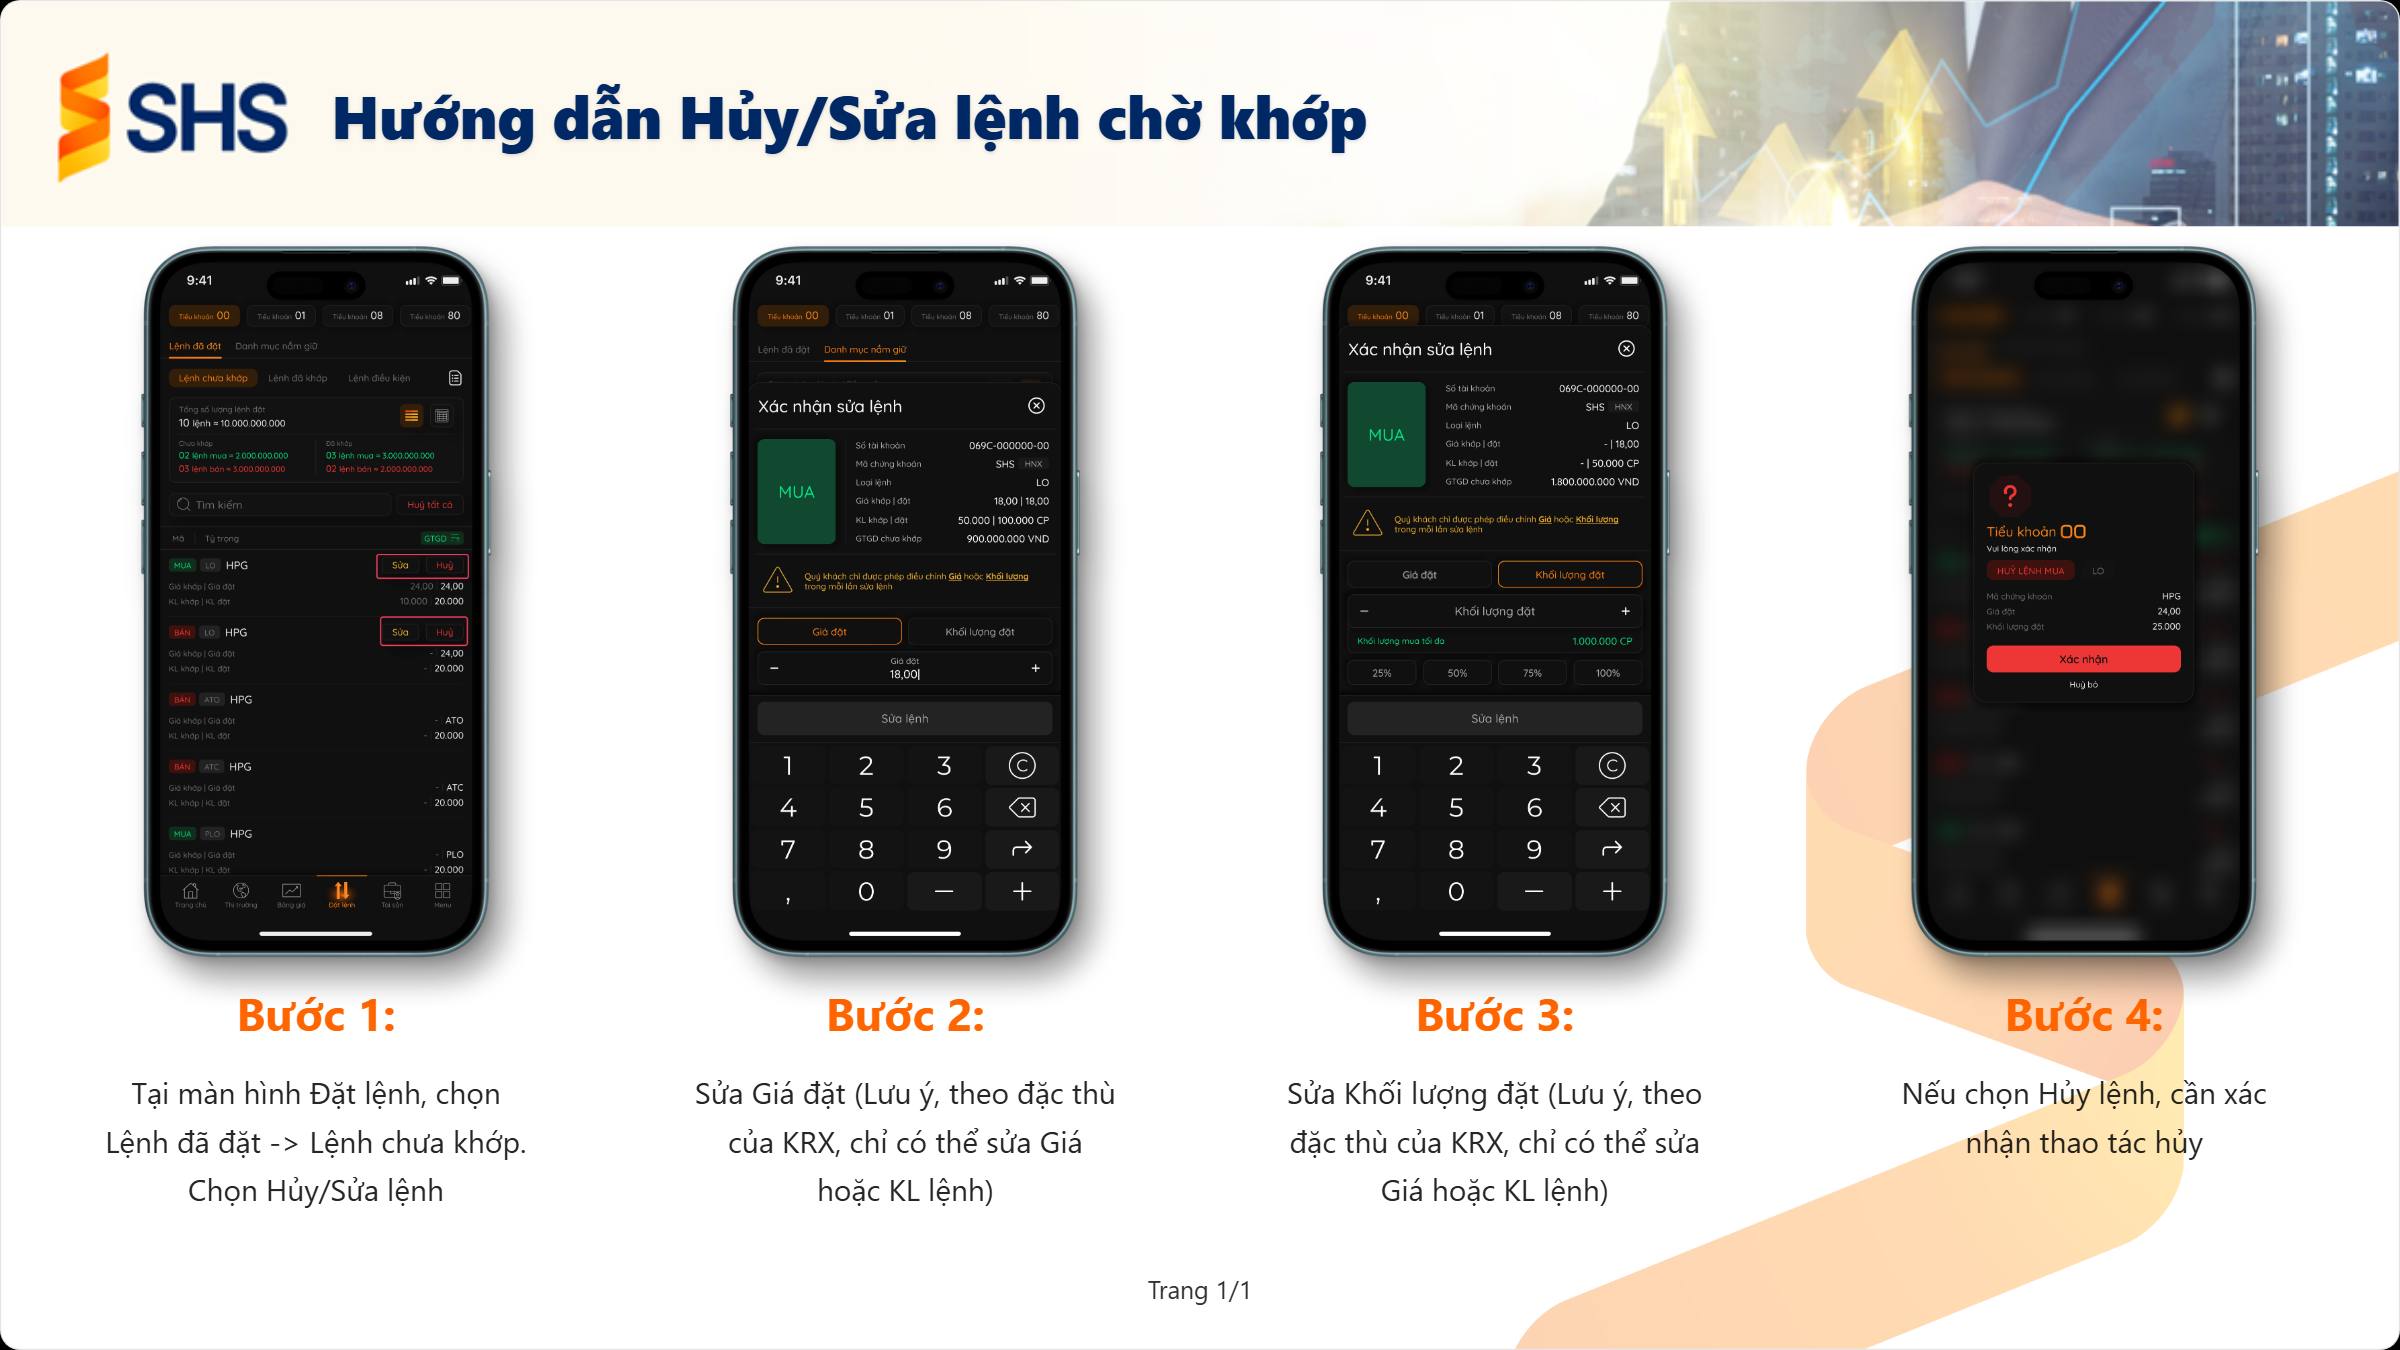 SHS
Hướng dẫn Hủy/Sửa lệnh chờ khớp
9:41
Tiểu khoản 00
Tiểu khoản 01
Tiểu khoản 08
Tiểu khoản 80
Lệnh đã đặt
Danh mục nắm giữ
Lệnh chưa khớp
Lệnh đã khớp
Lệnh điều kiện
Tổng số lượng lệnh đặt
10 lệnh ≈ 10.000.000.000
Chưa khớp
Đã khớp
02 lệnh mua ≈ 2.000.000.000
03 lệnh mua ≈ 3.000.000.000
03 lệnh bán ≈ 3.000.000.000
02 lệnh bán ≈ 2.000.000.000
Tìm kiếm
Huỷ tất cả
Mã | Tỷ trọng
GTGD
MUA LO HPG
Sửa Huỷ
Giá khớp | Giá đặt 24,00 | 24,00
KL khớp | KL đặt 10.000 | 20.000
BÁN LO HPG
Sửa Huỷ
Giá khớp | Giá đặt - | 24,00
KL khớp | KL đặt - | 20.000
BÁN ATO HPG
Giá khớp | Giá đặt - | ATO
KL khớp | KL đặt - | 20.000
BÁN ATC HPG
Giá khớp | Giá đặt - | ATC
KL khớp | KL đặt - | 20.000
MUA PLO HPG
Giá khớp | Giá đặt - | PLO
KL khớp | KL đặt - | 20.000
Trang chủ
Thị trường
Bảng giá
Đặt lệnh
Tài sản
Menu
Bước 1:
Tại màn hình Đặt lệnh, chọn
Lệnh đã đặt -> Lệnh chưa khớp.
Chọn Hủy/Sửa lệnh
9:41
Tiểu khoản 00
Tiểu khoản 01
Tiểu khoản 08
Tiểu khoản 80
Lệnh đã đặt
Danh mục nắm giữ
Xác nhận sửa lệnh
MUA
Số tài khoản 069C-000000-00
Mã chứng khoán SHS HNX
Loại lệnh LO
Giá khớp | đặt 18,00 | 18,00
KL khớp | đặt 50.000 | 100.000 CP
GTGD chưa khớp 900.000.000 VND
Quý khách chỉ được phép điều chỉnh Giá hoặc Khối lượng
trong mỗi lần sửa lệnh
Giá đặt
Khối lượng đặt
Giá đặt
− 18,00 +
Sửa lệnh
1 2 3 C
4 5 6
7 8 9
, 0 − +
Bước 2:
Sửa Giá đặt (Lưu ý, theo đặc thù
của KRX, chỉ có thể sửa Giá
hoặc KL lệnh)
9:41
Tiểu khoản 00
Tiểu khoản 01
Tiểu khoản 08
Tiểu khoản 80
Xác nhận sửa lệnh
MUA
Số tài khoản 069C-000000-00
Mã chứng khoán SHS HNX
Loại lệnh LO
Giá khớp | đặt - | 18,00
KL khớp | đặt - | 50.000 CP
GTGD chưa khớp 1.800.000.000 VND
Quý khách chỉ được phép điều chỉnh Giá hoặc Khối lượng
trong mỗi lần sửa lệnh
Giá đặt
Khối lượng đặt
− Khối lượng đặt +
Khối lượng mua tối đa 1.000.000 CP
25% 50% 75% 100%
Sửa lệnh
1 2 3 C
4 5 6
7 8 9
, 0 − +
Bước 3:
Sửa Khối lượng đặt (Lưu ý, theo
đặc thù của KRX, chỉ có thể sửa
Giá hoặc KL lệnh)
?
Tiểu khoản 00
Vui lòng xác nhận
HUỶ LỆNH MUA LO
Mã chứng khoán HPG
Giá đặt 24,00
Khối lượng đặt 25.000
Xác nhận
Huỷ bỏ
Bước 4:
Nếu chọn Hủy lệnh, cần xác
nhận thao tác hủy
Trang 1/1